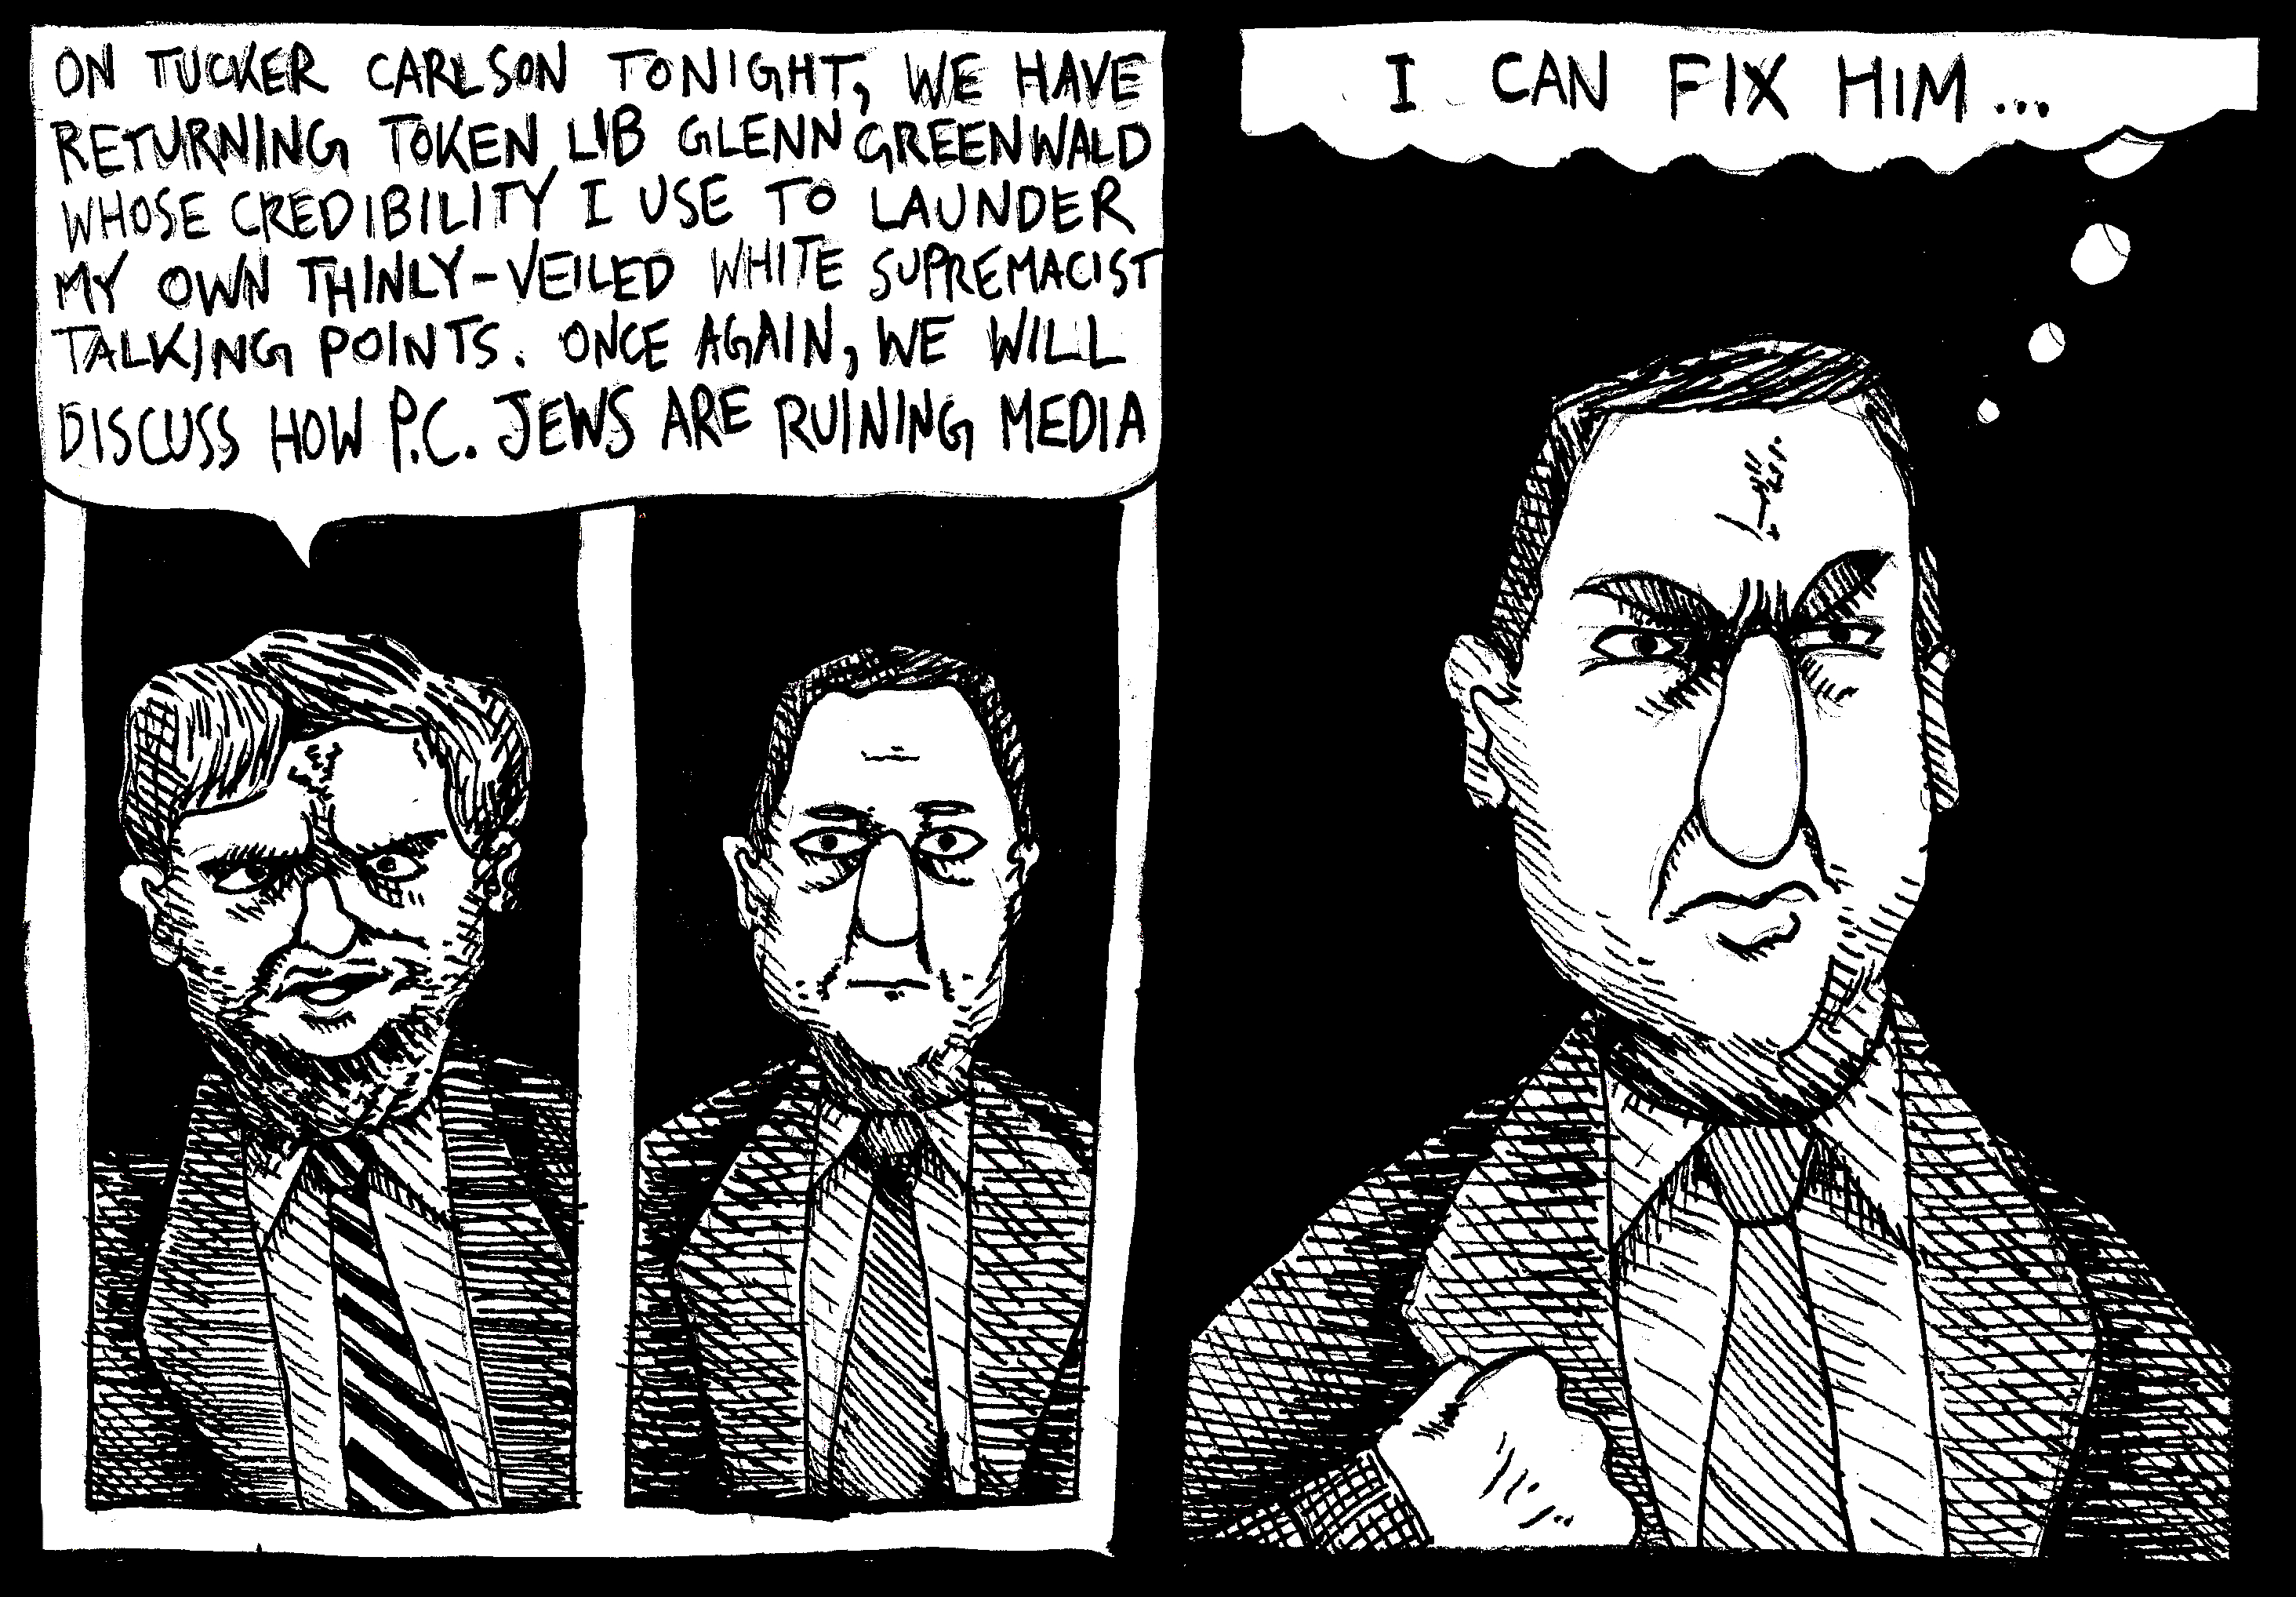 ON TUCKER CARLSON TONIGHT, WE HAVE
RETURNING TOKEN LIB GLENN GREENWALD
WHOSE CREDIBILITY I USE TO LAUNDER
MY OWN THINLY-VEILED WHITE SUPREMACIST
TALKING POINTS. ONCE AGAIN, WE WILL
DISCUSS HOW P.C. JEWS ARE RUINING MEDIA
I CAN FIX HIM...